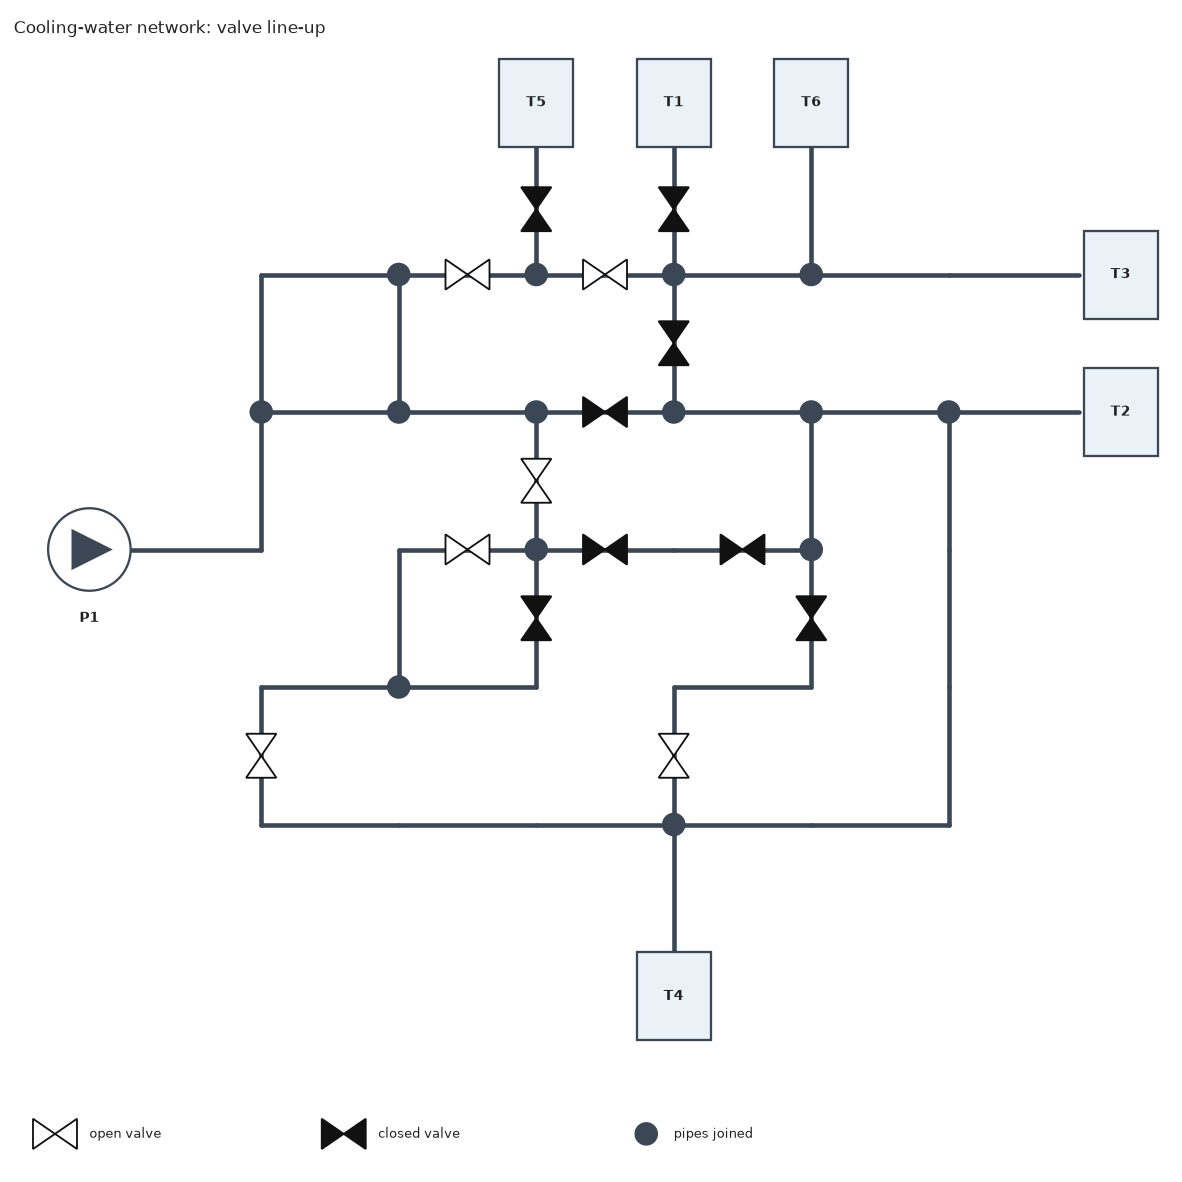 Cooling-water network: valve line-up
T5
T1
T6
T3
T2
P1
T4
open valve
closed valve
pipes joined